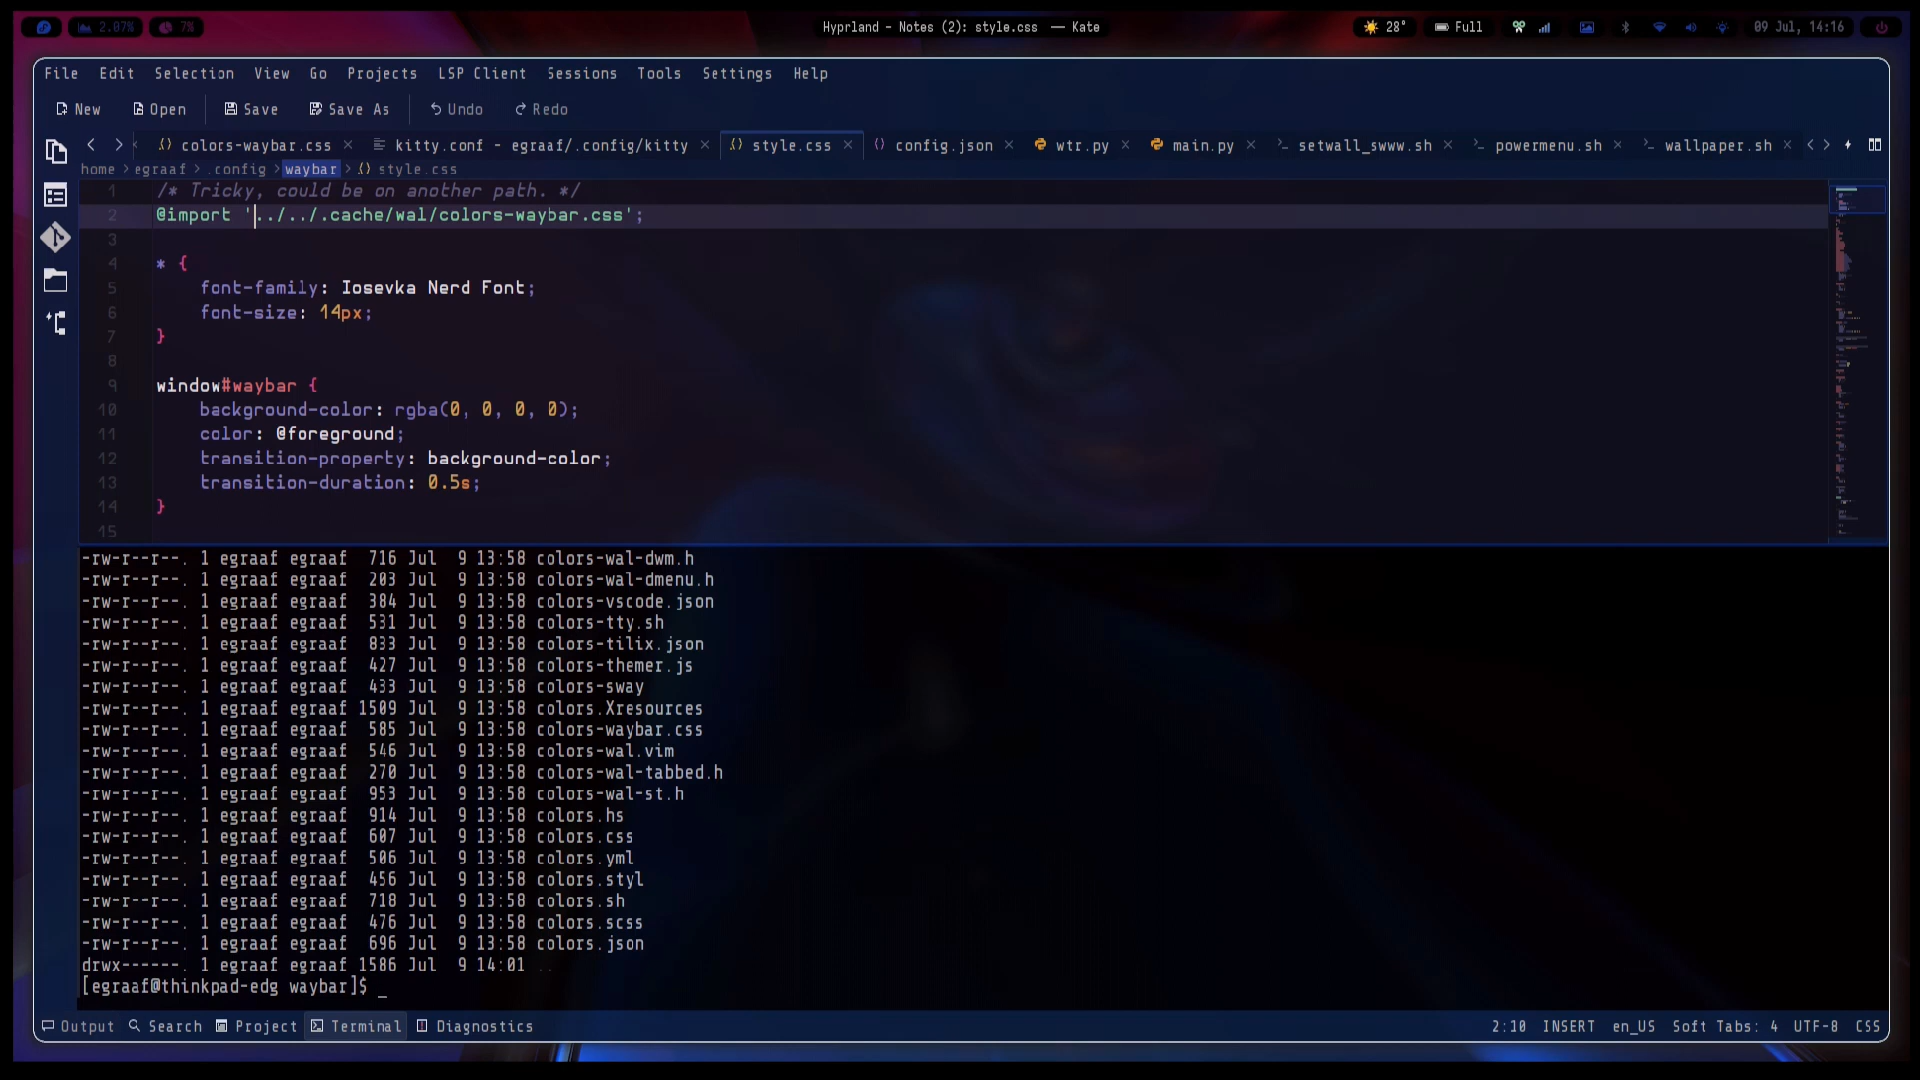 2.07%
7%
Hyprland - Notes (2): style.css — Kate
28°
Full
09 Jul, 14:16
File Edit Selection View Go Projects LSP Client Sessions Tools Settings Help
New Open Save Save As Undo Redo
colors-waybar.css
kitty.conf - egraaf/.config/kitty
style.css
config.json
wtr.py
main.py
setwall_swww.sh
powermenu.sh
wallpaper.sh
home > egraaf > .config > waybar > style.css
1 /* Tricky, could be on another path. */
2 @import '../../.cache/wal/colors-waybar.css';
3
4 * {
5 font-family: Iosevka Nerd Font;
6 font-size: 14px;
7 }
8
9 window#waybar {
10 background-color: rgba(0, 0, 0, 0);
11 color: @foreground;
12 transition-property: background-color;
13 transition-duration: 0.5s;
14 }
15
-rw-r--r--. 1 egraaf egraaf  716 Jul  9 13:58 colors-wal-dwm.h
-rw-r--r--. 1 egraaf egraaf  203 Jul  9 13:58 colors-wal-dmenu.h
-rw-r--r--. 1 egraaf egraaf  384 Jul  9 13:58 colors-vscode.json
-rw-r--r--. 1 egraaf egraaf  531 Jul  9 13:58 colors-tty.sh
-rw-r--r--. 1 egraaf egraaf  833 Jul  9 13:58 colors-tilix.json
-rw-r--r--. 1 egraaf egraaf  427 Jul  9 13:58 colors-themer.js
-rw-r--r--. 1 egraaf egraaf  433 Jul  9 13:58 colors-sway
-rw-r--r--. 1 egraaf egraaf 1509 Jul  9 13:58 colors.Xresources
-rw-r--r--. 1 egraaf egraaf  585 Jul  9 13:58 colors-waybar.css
-rw-r--r--. 1 egraaf egraaf  546 Jul  9 13:58 colors-wal.vim
-rw-r--r--. 1 egraaf egraaf  270 Jul  9 13:58 colors-wal-tabbed.h
-rw-r--r--. 1 egraaf egraaf  953 Jul  9 13:58 colors-wal-st.h
-rw-r--r--. 1 egraaf egraaf  914 Jul  9 13:58 colors.hs
-rw-r--r--. 1 egraaf egraaf  607 Jul  9 13:58 colors.css
-rw-r--r--. 1 egraaf egraaf  506 Jul  9 13:58 colors.yml
-rw-r--r--. 1 egraaf egraaf  456 Jul  9 13:58 colors.styl
-rw-r--r--. 1 egraaf egraaf  718 Jul  9 13:58 colors.sh
-rw-r--r--. 1 egraaf egraaf  476 Jul  9 13:58 colors.scss
-rw-r--r--. 1 egraaf egraaf  696 Jul  9 13:58 colors.json
drwx------. 1 egraaf egraaf 1586 Jul  9 14:01 ..
[egraaf@thinkpad-edg waybar]$ _
Output Search Project Terminal Diagnostics
2:10 INSERT en_US Soft Tabs: 4 UTF-8 CSS